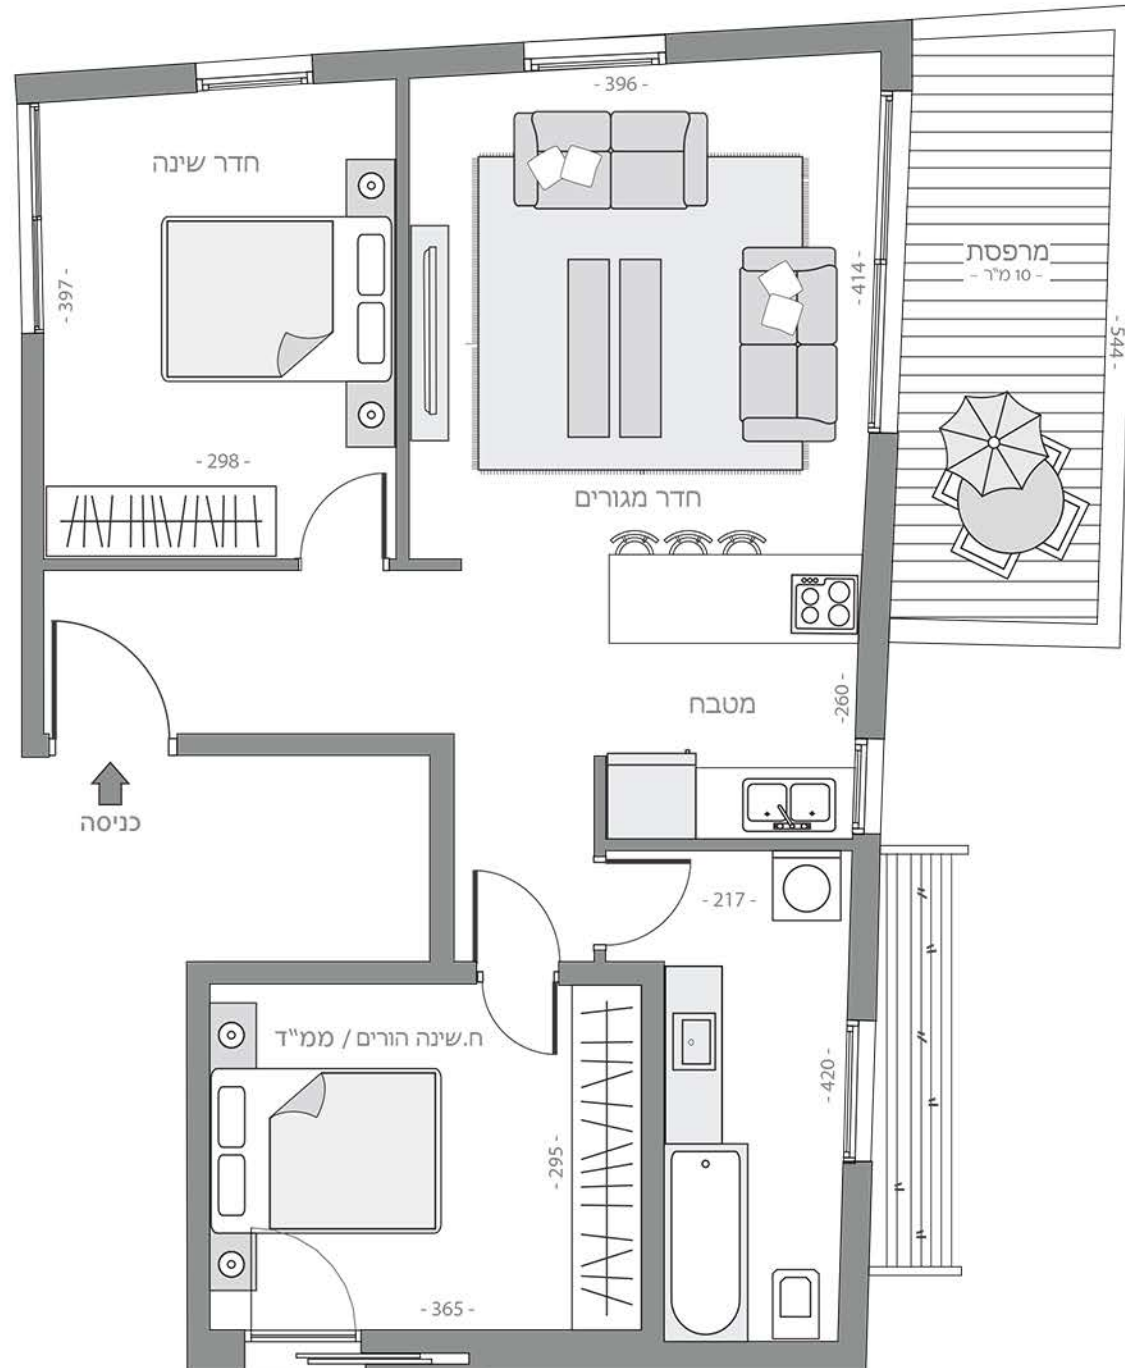 - 396 -
חדר שינה
מרפסת
- 10 מ"ר -
- 397 -
- 414 -
- 544 -
- 298 -
חדר מגורים
מטבח
- 260 -
כניסה
- 217 -
ח.שינה הורים / ממ"ד
- 420 -
- 295 -
- 365 -